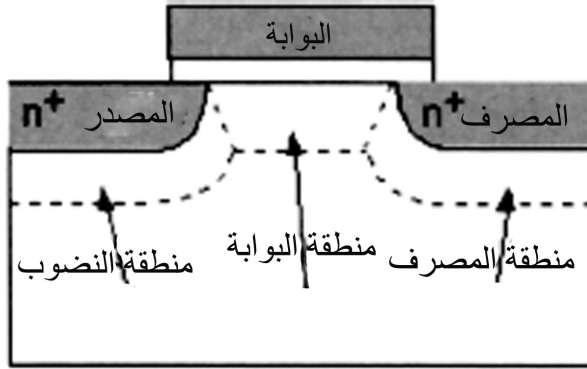 البوابة
n+ المصدر
المصرف n+
منطقة النضوب
منطقة البوابة
منطقة المصرف